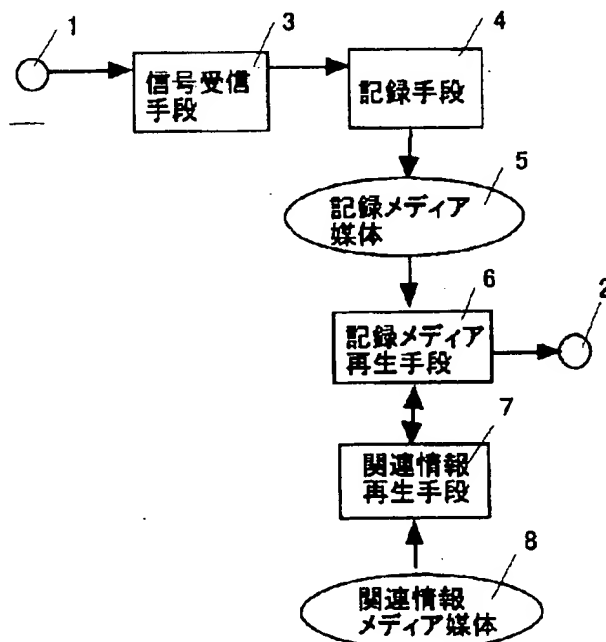 1
3
4
信号受信
手段
記録手段
5
記録メディア
媒体
6
2
記録メディア
再生手段
7
関連情報
再生手段
8
関連情報
メディア媒体